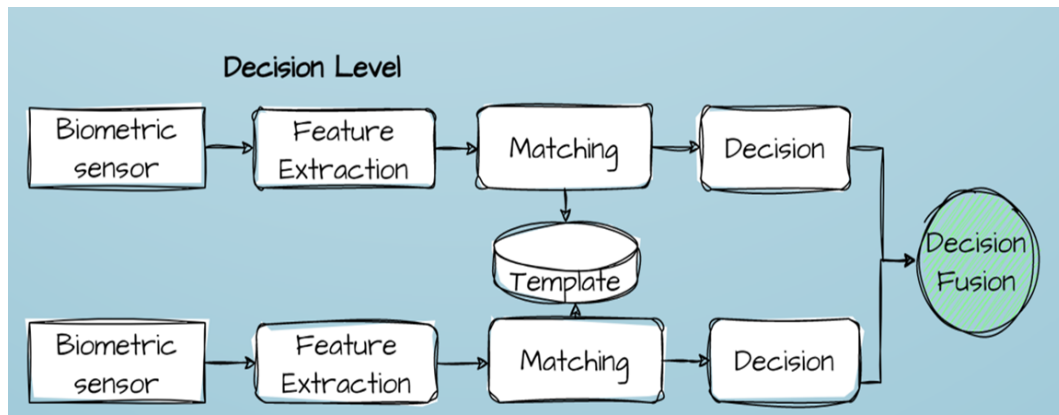 Decision Level
Biometric
sensor
Feature
Extraction
Matching
Decision
Template
Decision
Fusion
Biometric
sensor
Feature
Extraction
Matching
Decision